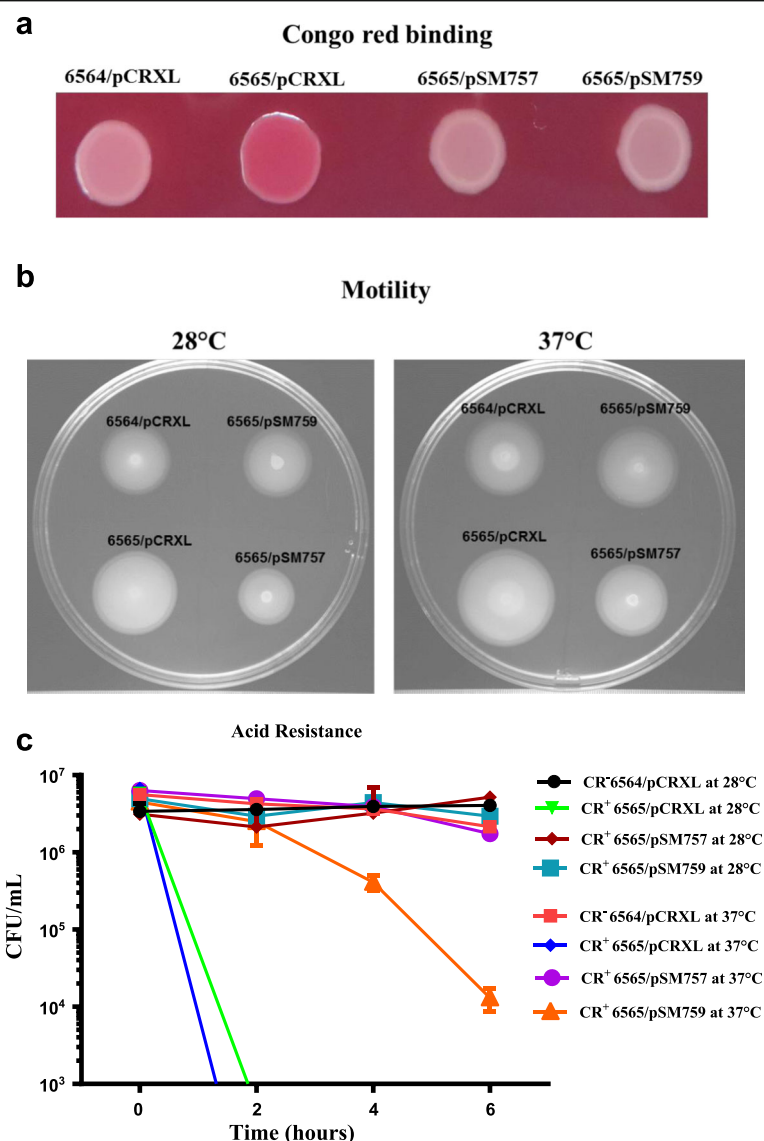 a
Congo red binding
6564/pCRXL 6565/pCRXL 6565/pSM757 6565/pSM759
b
Motility
28°C 37°C
6564/pCRXL 6565/pSM759
6565/pCRXL 6565/pSM757
6564/pCRXL 6565/pSM759
6565/pCRXL 6565/pSM757
c
Acid Resistance
10⁷
10⁶
10⁵
10⁴
10³
CFU/mL
0 2 4 6
Time (hours)
CR⁻6564/pCRXL at 28°C
CR⁺ 6565/pCRXL at 28°C
CR⁺ 6565/pSM757 at 28°C
CR⁺ 6565/pSM759 at 28°C
CR⁻6564/pCRXL at 37°C
CR⁺ 6565/pCRXL at 37°C
CR⁺ 6565/pSM757 at 37°C
CR⁺ 6565/pSM759 at 37°C